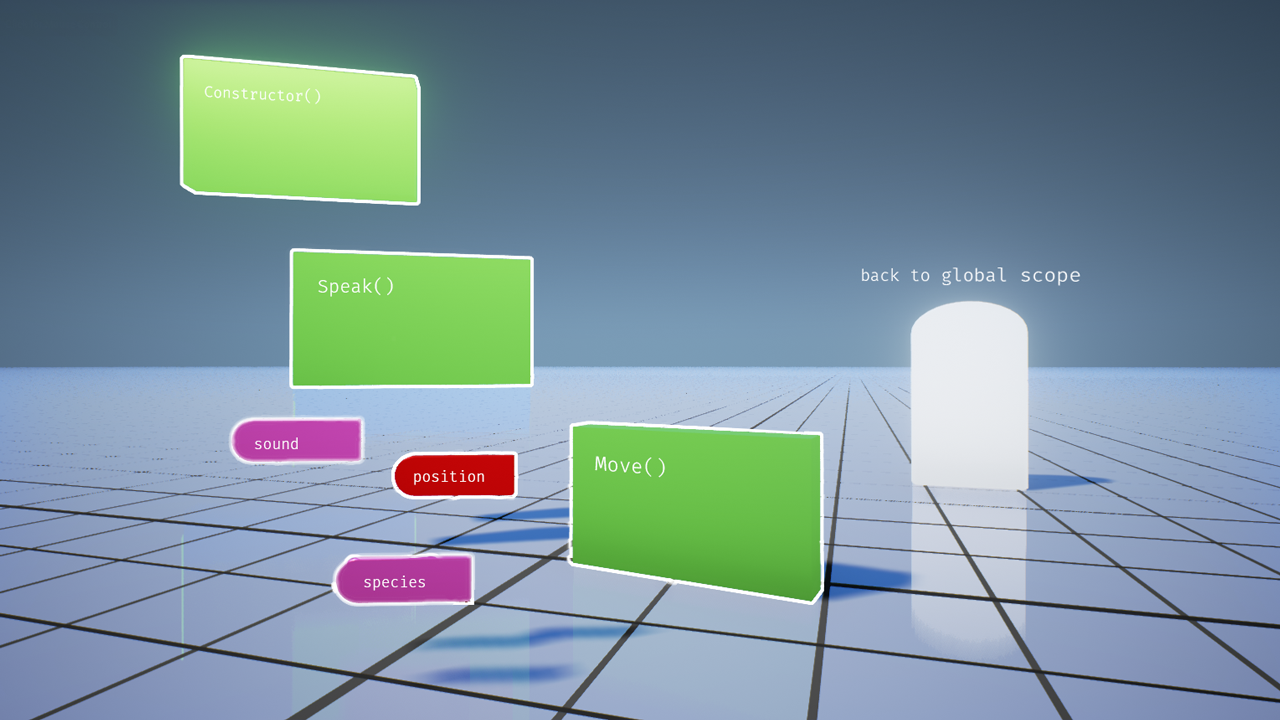 Constructor()
Speak()
back to global scope
sound
Move()
position
species